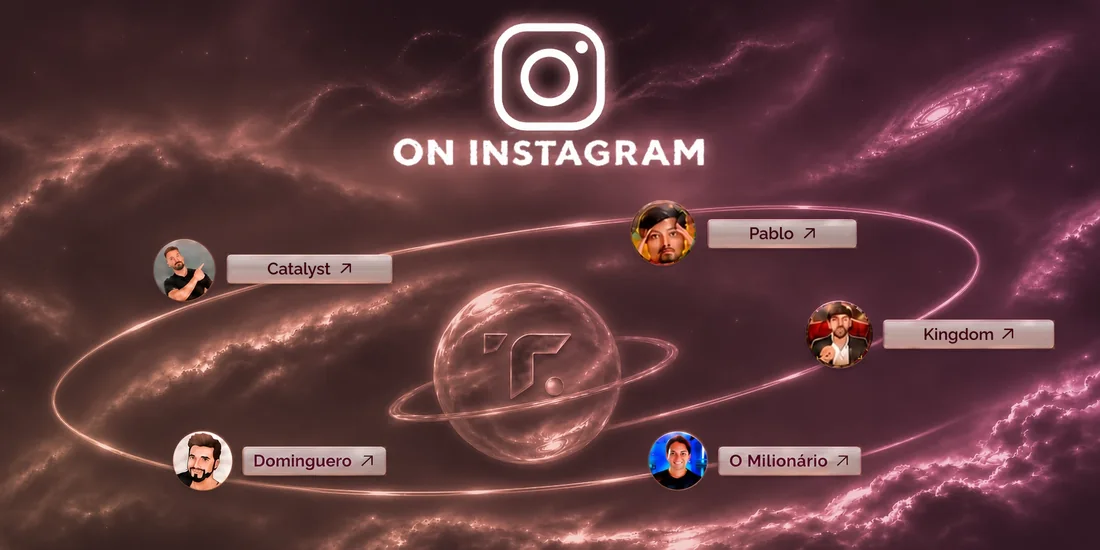 ON INSTAGRAM
Pablo
Catalyst
Kingdom
Dominguero
O Milionário